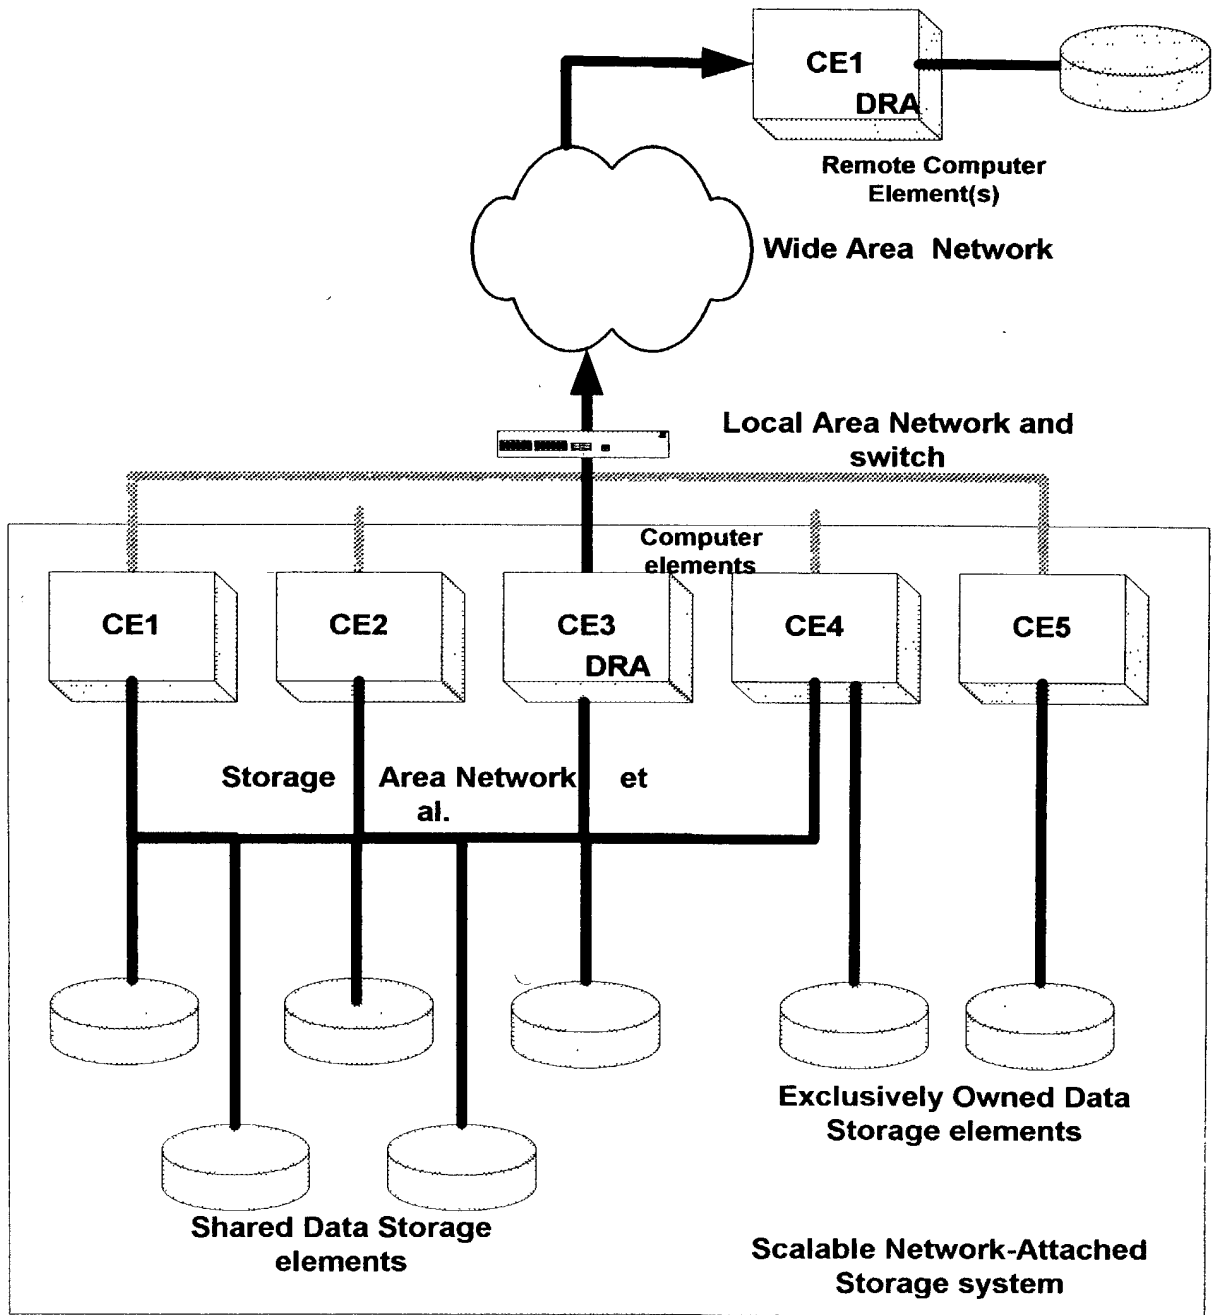 CE1
DRA
Remote Computer
Element(s)
Wide Area Network
Local Area Network and
switch
Computer
elements
CE1
CE2
CE3
DRA
CE4
CE5
Storage Area Network et
al.
Exclusively Owned Data
Storage elements
Shared Data Storage
elements
Scalable Network-Attached
Storage system